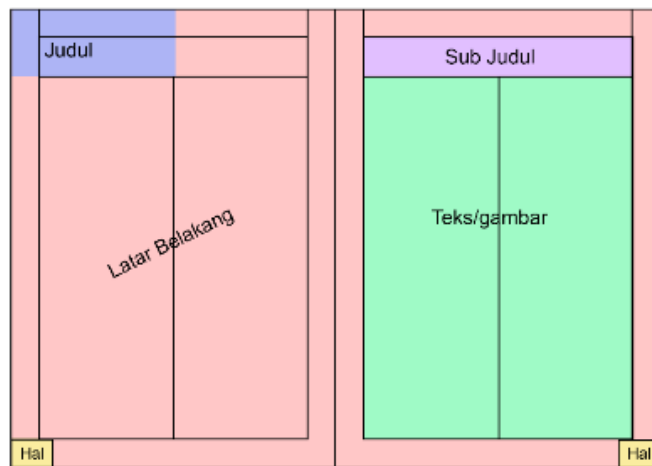 Judul
Sub Judul
Latar Belakang
Teks/gambar
Hal
Hal